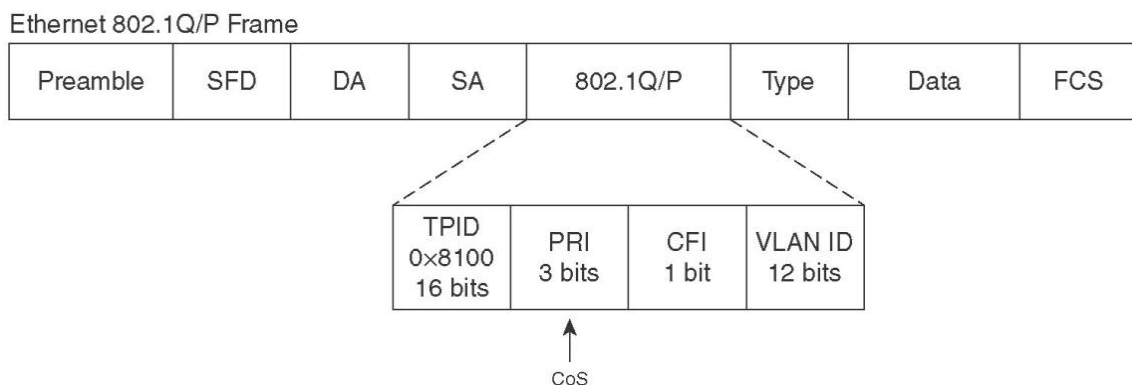 Ethernet 802.1Q/P Frame
Preamble SFD DA SA 802.1Q/P Type Data FCS
TPID
0×8100
16 bits
PRI
3 bits
CFI
1 bit
VLAN ID
12 bits
CoS